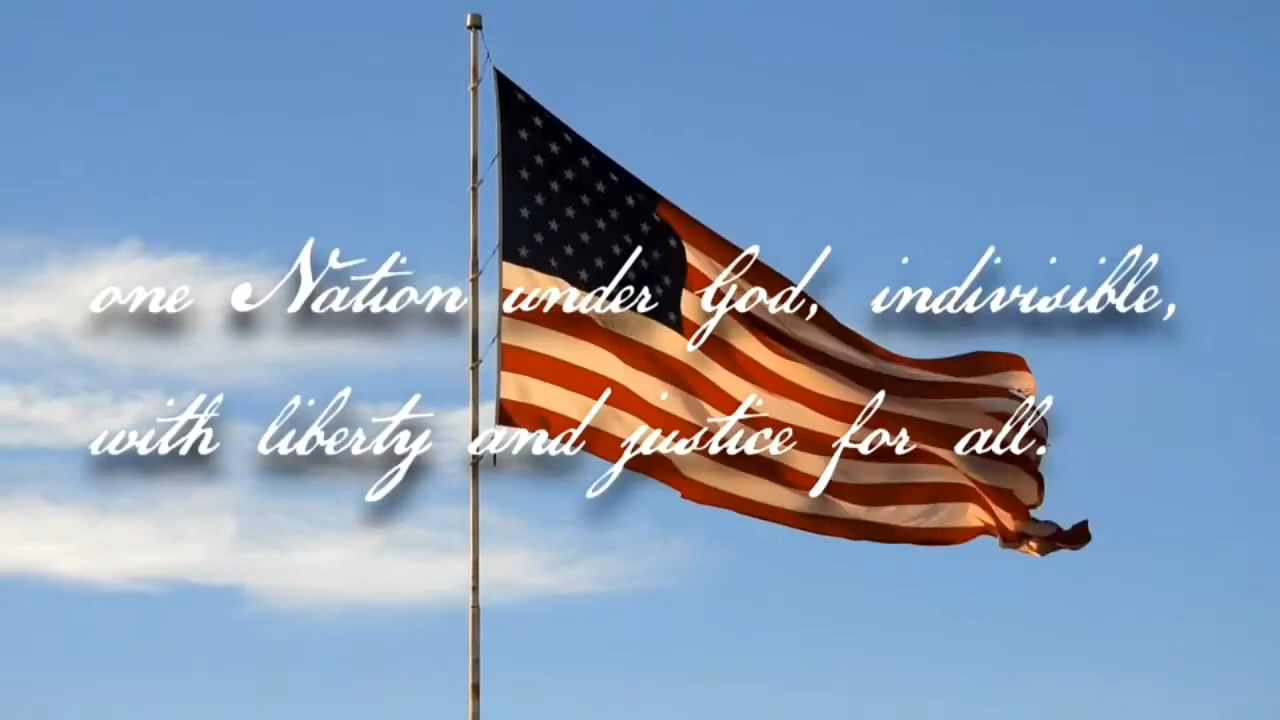 one Nation under God, indivisible,
with liberty and justice for all.